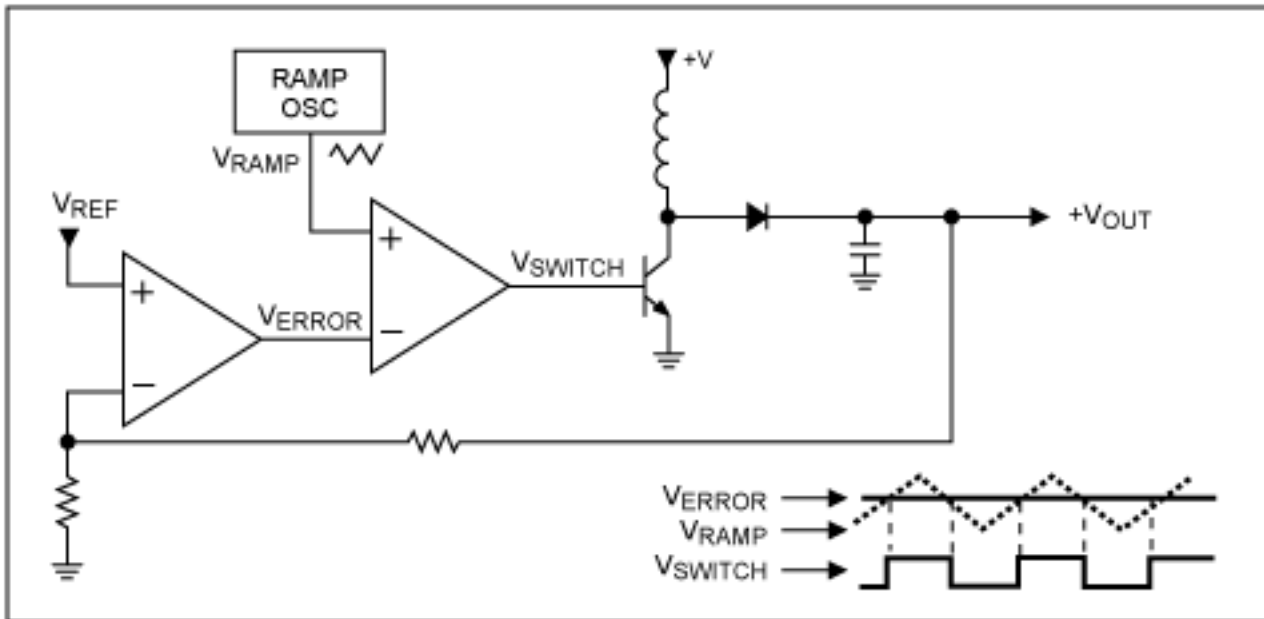 RAMP
OSC
+V
VRAMP
VREF
+
+VOUT
VSWITCH
+
VERROR
−
−
VERROR
VRAMP
VSWITCH